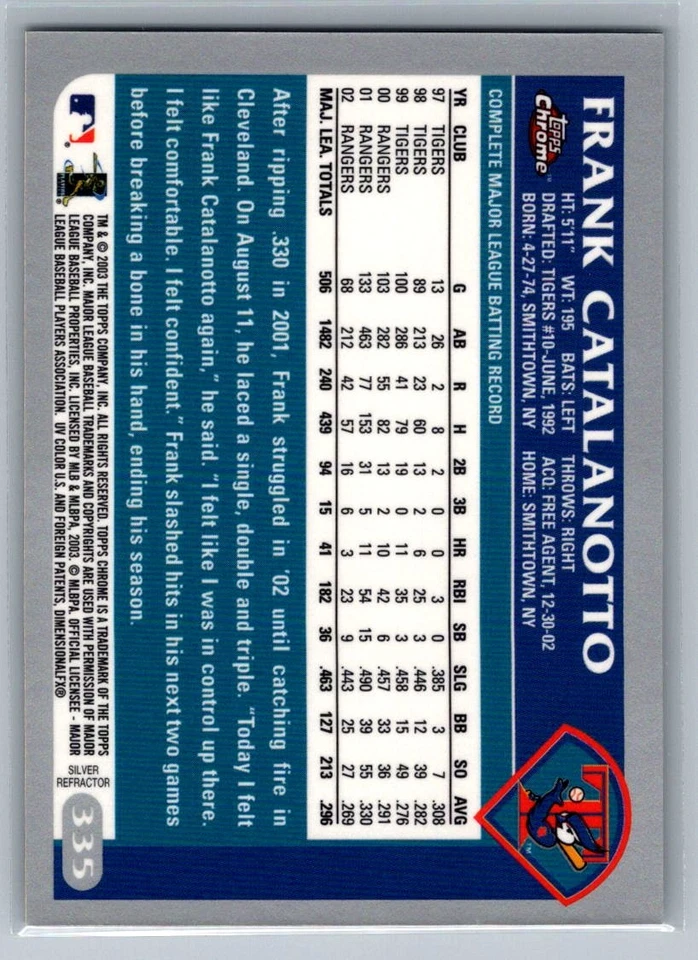 FRANK CATALANOTTO
Topps
Chrome™
HT: 5'11" WT: 195 BATS: LEFT THROWS: RIGHT
DRAFTED: TIGERS #10-JUNE, 1992 ACQ: FREE AGENT, 12-30-02
BORN: 4-27-74, SMITHTOWN, NY HOME: SMITHTOWN, NY
TM
COMPLETE MAJOR LEAGUE BATTING RECORD
YR CLUB G AB R H 2B 3B HR RBI SB SLG BB SO AVG
97 TIGERS 13 26 2 8 2 0 0 3 0 .385 3 7 .308
98 TIGERS 89 213 23 60 13 2 6 25 3 .446 12 39 .282
99 TIGERS 100 286 41 79 19 0 11 35 3 .458 15 49 .276
00 RANGERS 103 282 55 82 13 2 10 42 6 .457 33 36 .291
01 RANGERS 133 463 77 153 31 5 11 54 15 .490 39 55 .330
02 RANGERS 68 212 42 57 16 6 3 23 9 .443 25 27 .269
MAJ. LEA. TOTALS 506 1482 240 439 94 15 41 182 36 .463 127 213 .296
After ripping .330 in 2001, Frank struggled in '02 until catching fire in
Cleveland. On August 11, he laced a single, double and triple. "Today I felt
like Frank Catalanotto again," he said. "I felt like I was in control up there.
I felt comfortable. I felt confident." Frank slashed hits in his next two games
before breaking a bone in his hand, ending his season.
TM & © 2003 THE TOPPS COMPANY, INC. ALL RIGHTS RESERVED. TOPPS CHROME IS A TRADEMARK OF THE TOPPS
COMPANY, INC. MAJOR LEAGUE BASEBALL TRADEMARKS AND COPYRIGHTS ARE USED WITH PERMISSION OF MAJOR
LEAGUE BASEBALL PROPERTIES, INC. LICENSED BY MLB & MLBPA, 2003. © MLBPA. OFFICIAL LICENSEE - MAJOR
LEAGUE BASEBALL PLAYERS ASSOCIATION. UV COLOR U.S. AND FOREIGN PATENTS, DIMENSIONALFX®
SILVER
REFRACTOR
335